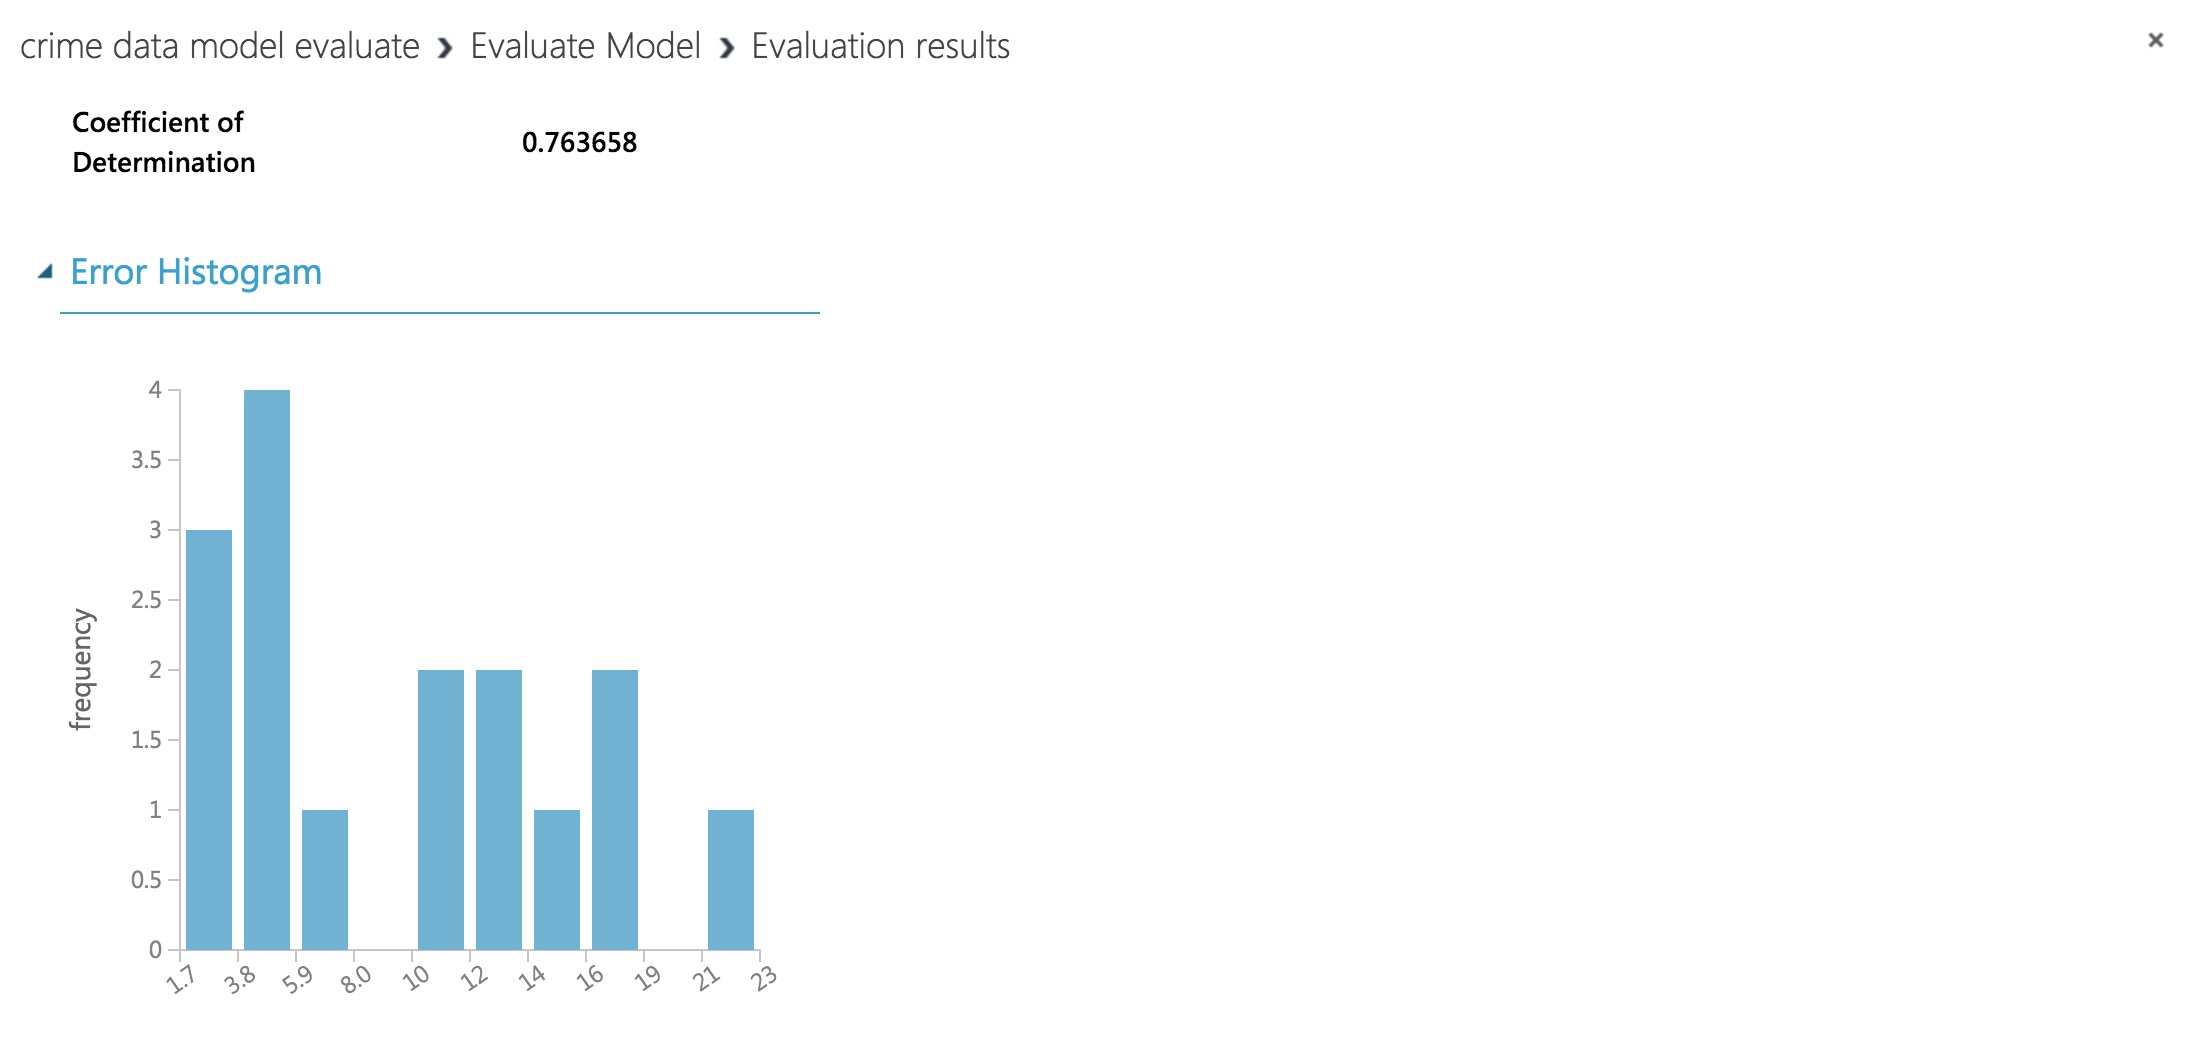 crime data model evaluate › Evaluate Model › Evaluation results ×
Coefficient of
Determination
0.763658
Error Histogram
4
3.5
3
2.5
2
1.5
1
0.5
0
frequency
1.7 3.8 5.9 8.0 10 12 14 16 19 21 23